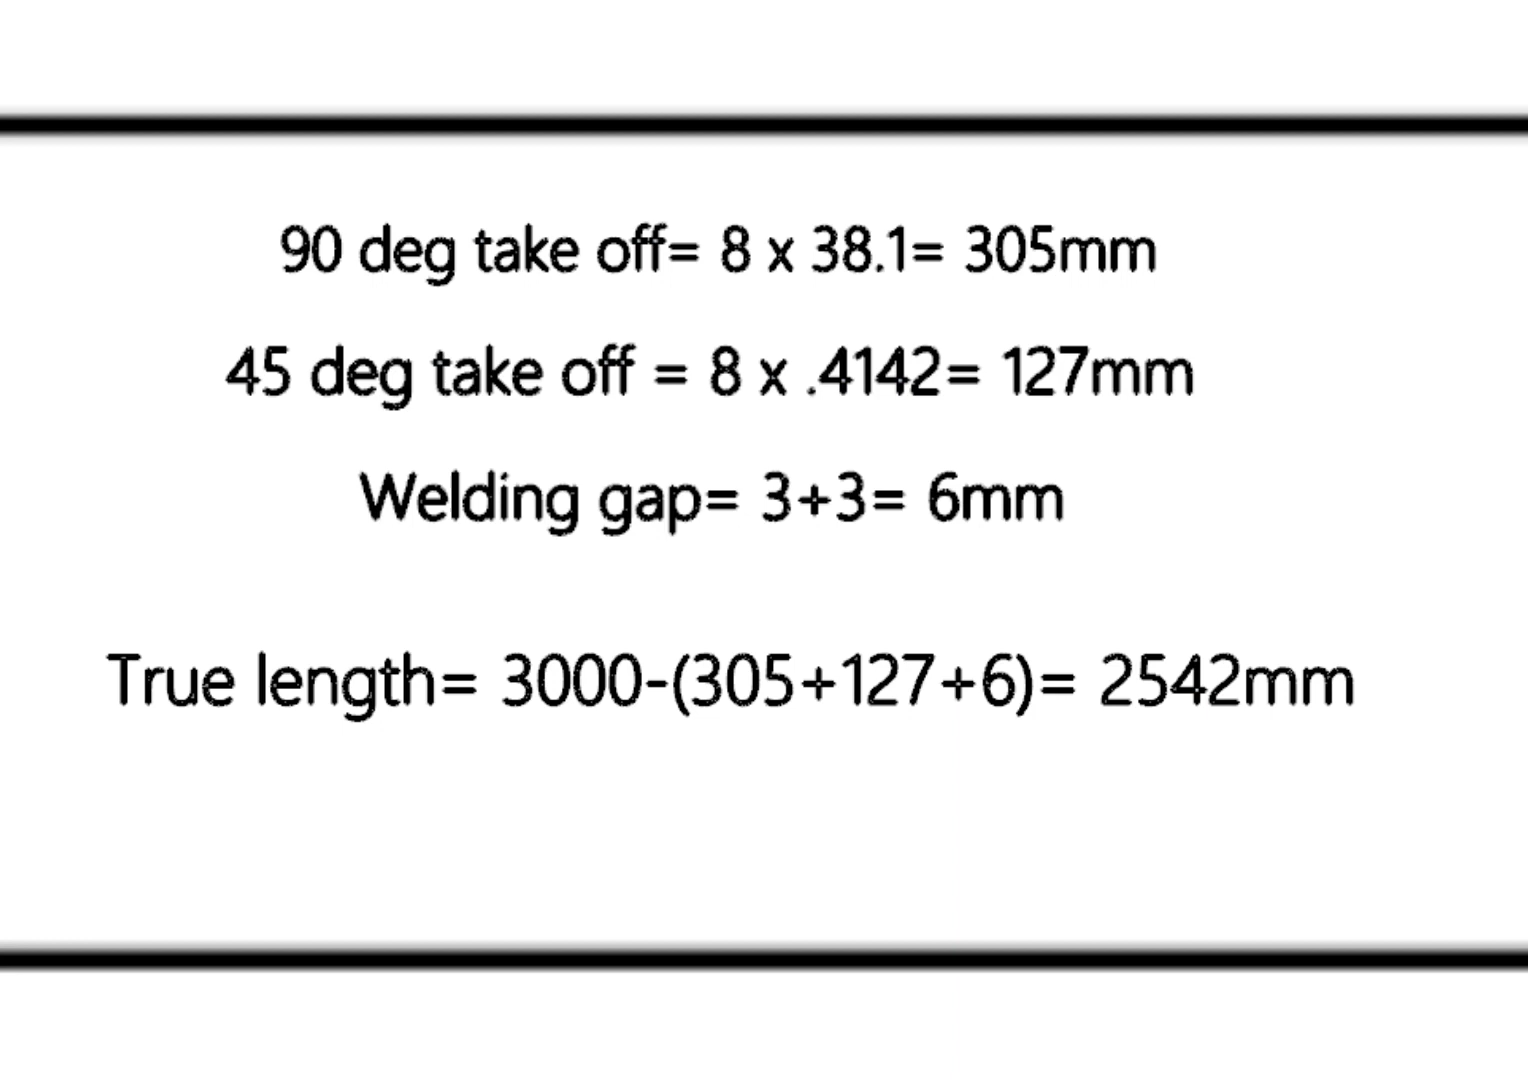 90 deg take off= 8 x 38.1= 305mm
45 deg take off = 8 x .4142= 127mm
Welding gap= 3+3= 6mm
True length= 3000-(305+127+6)= 2542mm